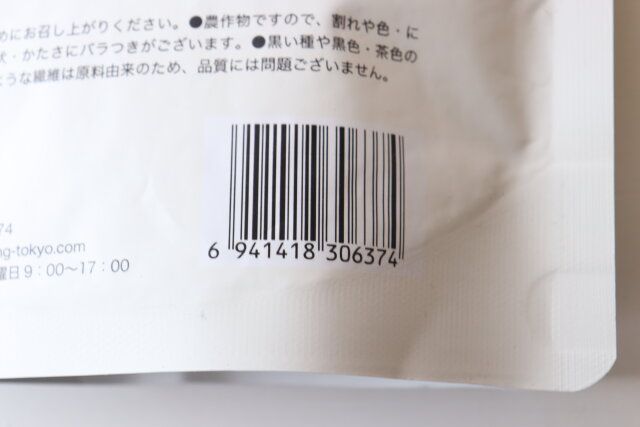 めにお召し上がりください。●農作物ですので、割れや色・に
状・かたさにバラつきがございます。●黒い種や黒色・茶色の
ような繊維は原料由来のため、品質には問題ございません。
74
ng-tokyo.com
曜日9：00〜17：00
6 941418 306374